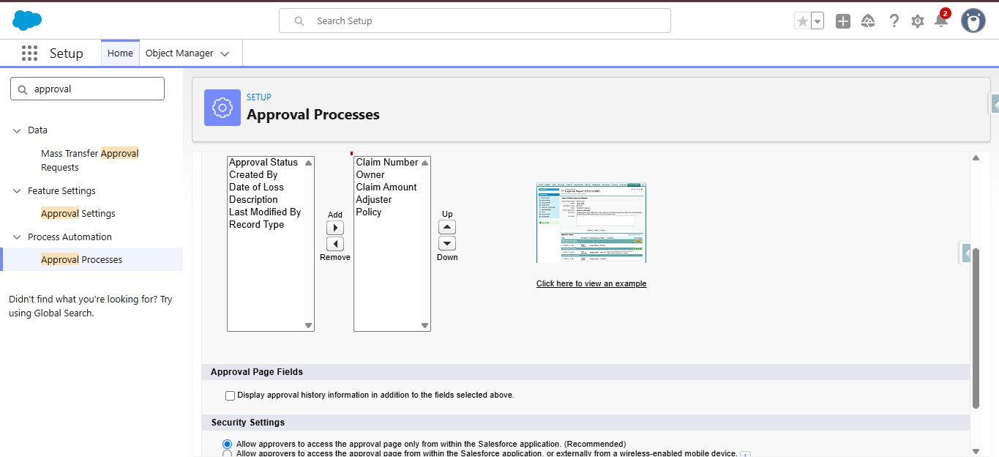 Search Setup
2
Setup
Home
Object Manager
approval
Data
Mass Transfer Approval
Requests
Feature Settings
Approval Settings
Process Automation
Approval Processes
Didn't find what you're looking for? Try
using Global Search.
SETUP
Approval Processes
Approval Status
Created By
Date of Loss
Description
Last Modified By
Record Type
Add
Remove
Claim Number
Owner
Claim Amount
Adjuster
Policy
Up
Down
Click here to view an example
Approval Page Fields
Display approval history information in addition to the fields selected above.
Security Settings
Allow approvers to access the approval page only from within the Salesforce application. (Recommended)
Allow approvers to access the approval page from within the Salesforce application, or externally from a wireless-enabled mobile device.